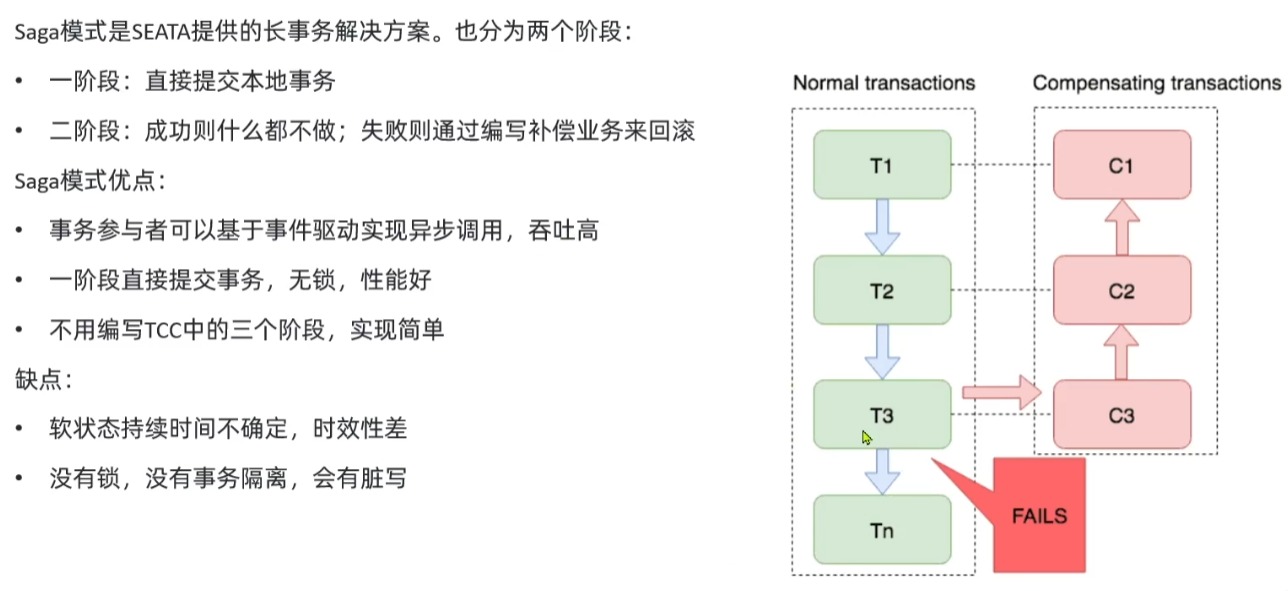 Saga模式是SEATA提供的长事务解决方案。也分为两个阶段：
• 一阶段：直接提交本地事务
• 二阶段：成功则什么都不做；失败则通过编写补偿业务来回滚
Saga模式优点：
• 事务参与者可以基于事件驱动实现异步调用，吞吐高
• 一阶段直接提交事务，无锁，性能好
• 不用编写TCC中的三个阶段，实现简单
缺点：
• 软状态持续时间不确定，时效性差
• 没有锁，没有事务隔离，会有脏写
Normal transactions
Compensating transactions
T1
C1
T2
C2
T3
C3
Tn
FAILS